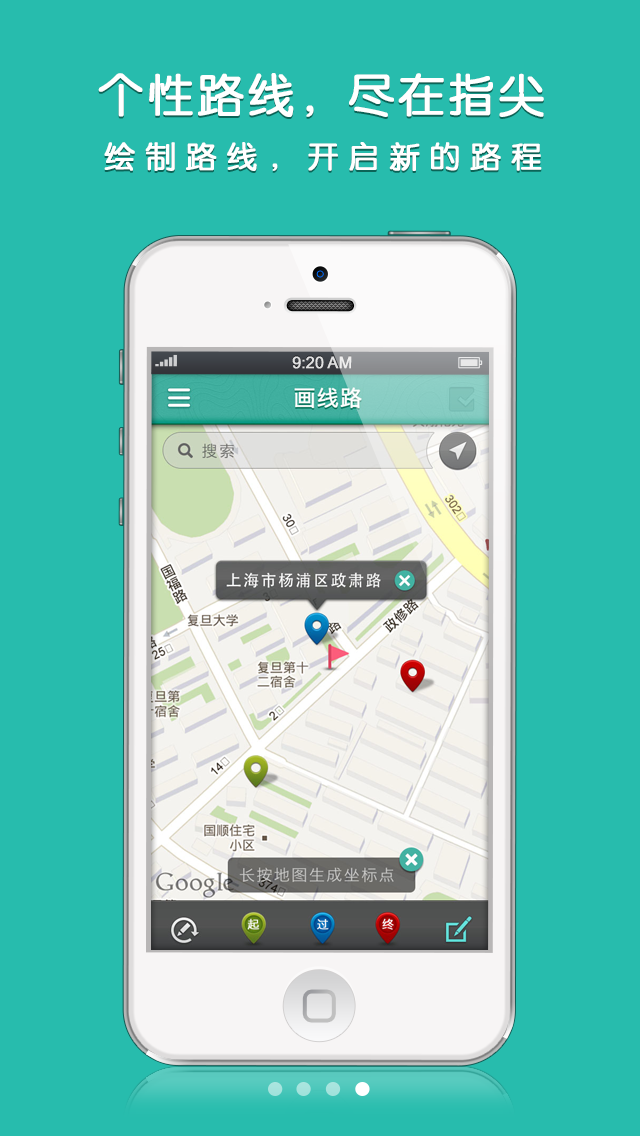 个性路线，尽在指尖
绘制路线，开启新的路程
9:20 AM
画线路
搜索
302
30
国福路
上海市杨浦区政肃路
3
复旦大学
路
政修路
路
25
复旦第十
二宿舍
旦第
宿舍
2
14
国顺住宅
小区
长按地图生成坐标点
Google
374
起
过
终